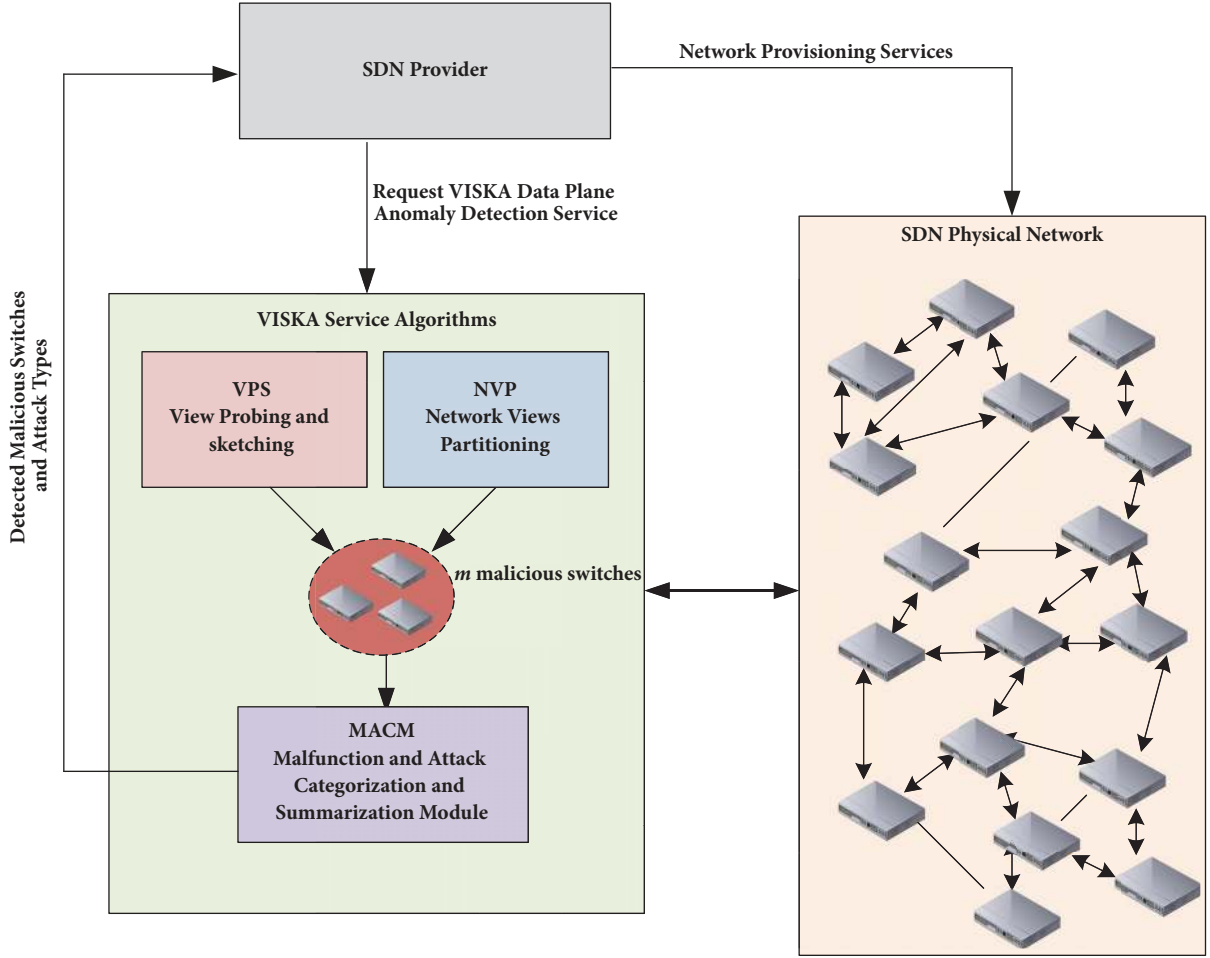 SDN Provider
Network Provisioning Services
Request VISKA Data Plane
Anomaly Detection Service
SDN Physical Network
Detected Malicious Switches
and Attack Types
VISKA Service Algorithms
VPS
View Probing and
sketching
NVP
Network Views
Partitioning
m malicious switches
MACM
Malfunction and Attack
Categorization and
Summarization Module